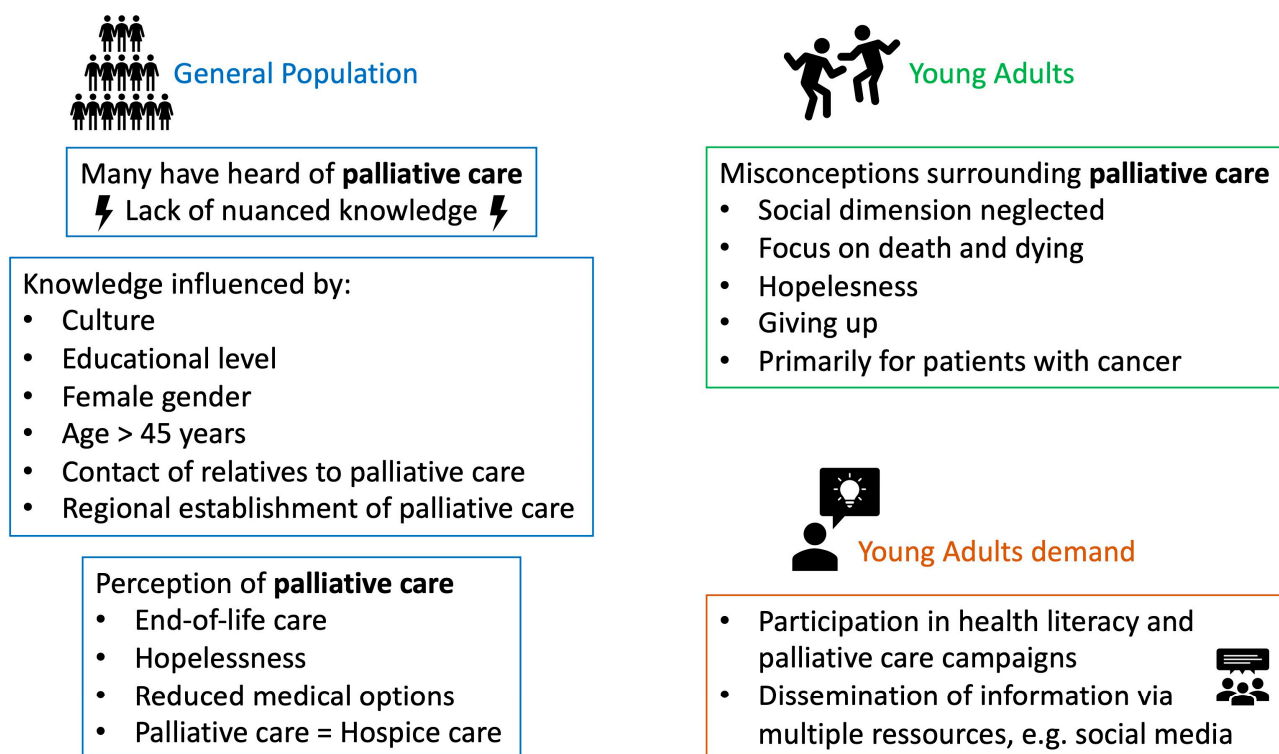 General Population
Many have heard of palliative care
Lack of nuanced knowledge
Knowledge influenced by:
• Culture
• Educational level
• Female gender
• Age > 45 years
• Contact of relatives to palliative care
• Regional establishment of palliative care
Perception of palliative care
• End-of-life care
• Hopelessness
• Reduced medical options
• Palliative care = Hospice care
Young Adults
Misconceptions surrounding palliative care
• Social dimension neglected
• Focus on death and dying
• Hopelesness
• Giving up
• Primarily for patients with cancer
Young Adults demand
• Participation in health literacy and
palliative care campaigns
• Dissemination of information via
multiple ressources, e.g. social media